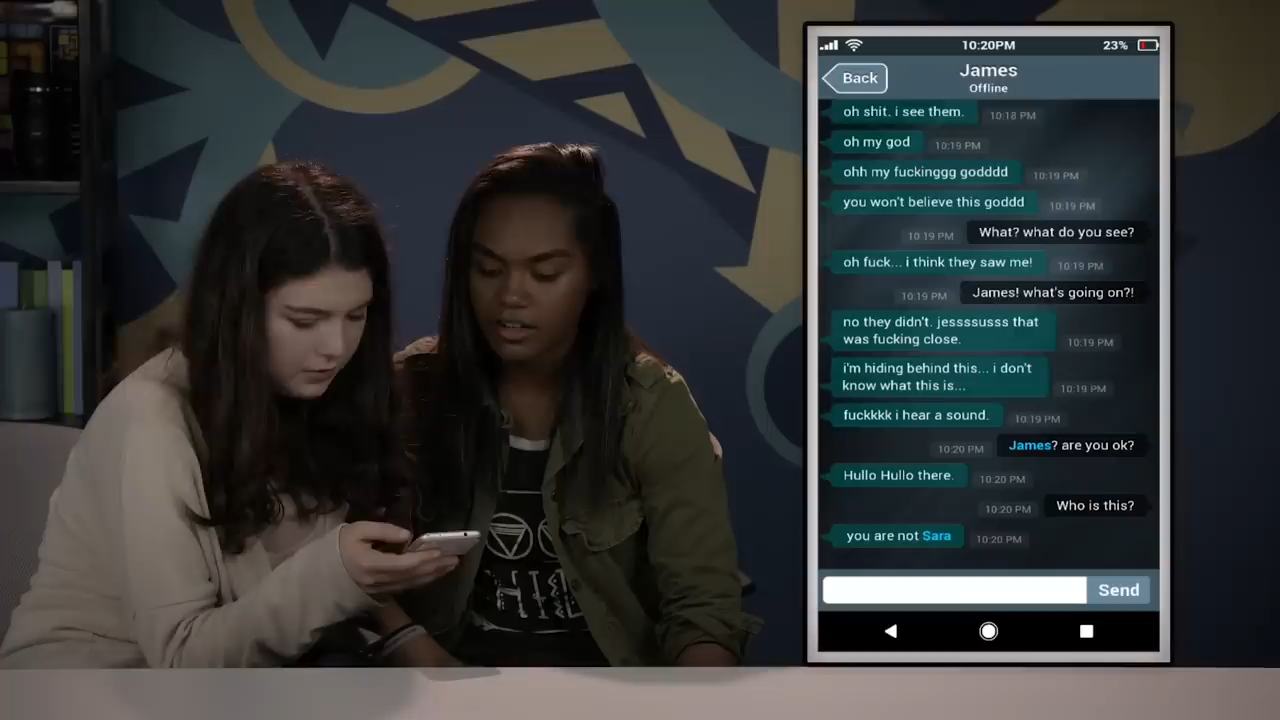 10:20PM
23%
Back
James
Offline
oh shit. i see them.
10:18 PM
oh my god
10:19 PM
ohh my fuckinggg godddd
10:19 PM
you won't believe this goddd
10:19 PM
10:19 PM
What? what do you see?
oh fuck... i think they saw me!
10:19 PM
10:19 PM
James! what's going on?!
no they didn't. jessssusss that
was fucking close.
10:19 PM
i'm hiding behind this... i don't
know what this is...
10:19 PM
fuckkkk i hear a sound.
10:19 PM
10:20 PM
James? are you ok?
Hullo Hullo there.
10:20 PM
10:20 PM
Who is this?
you are not Sara
10:20 PM
Send